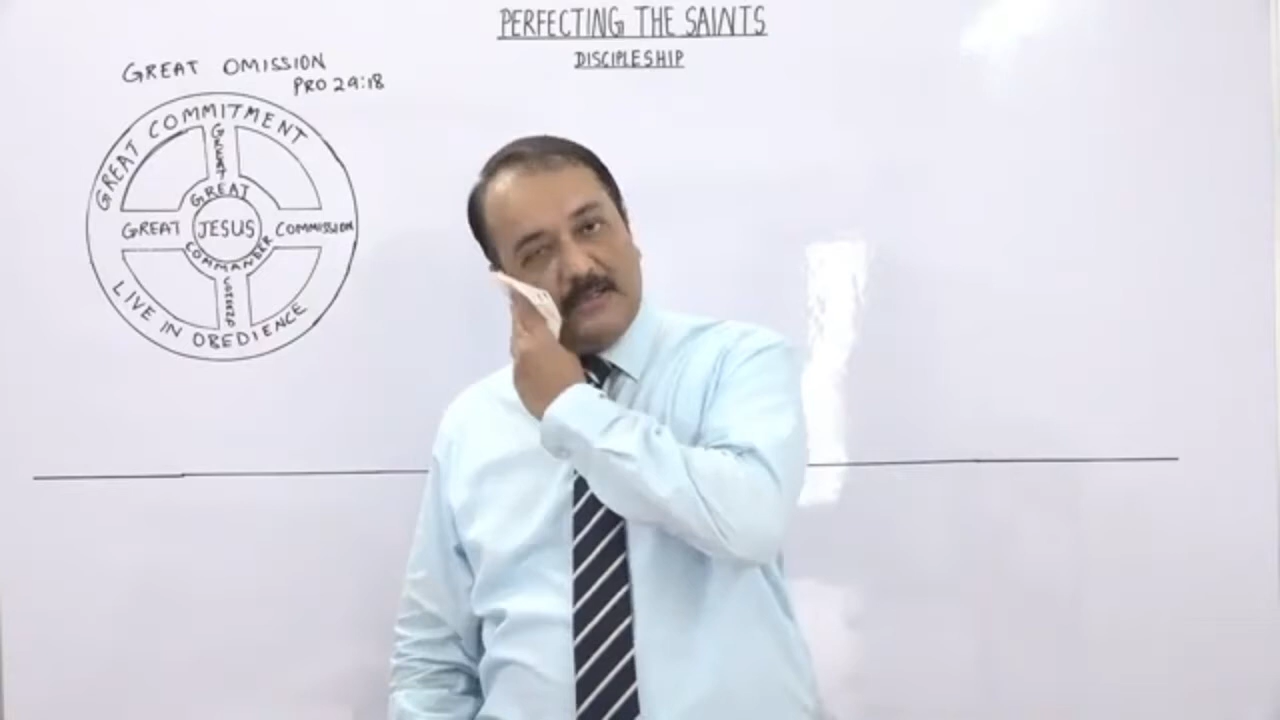 PERFECTING THE SAINTS
DISCIPLESHIP
GREAT OMISSION
PRO 29:18
GREAT COMMITMENT
GREAT
GREAT
GREAT JESUS COMMISSION
COMMANDER
LIVE IN OBEDIENCE